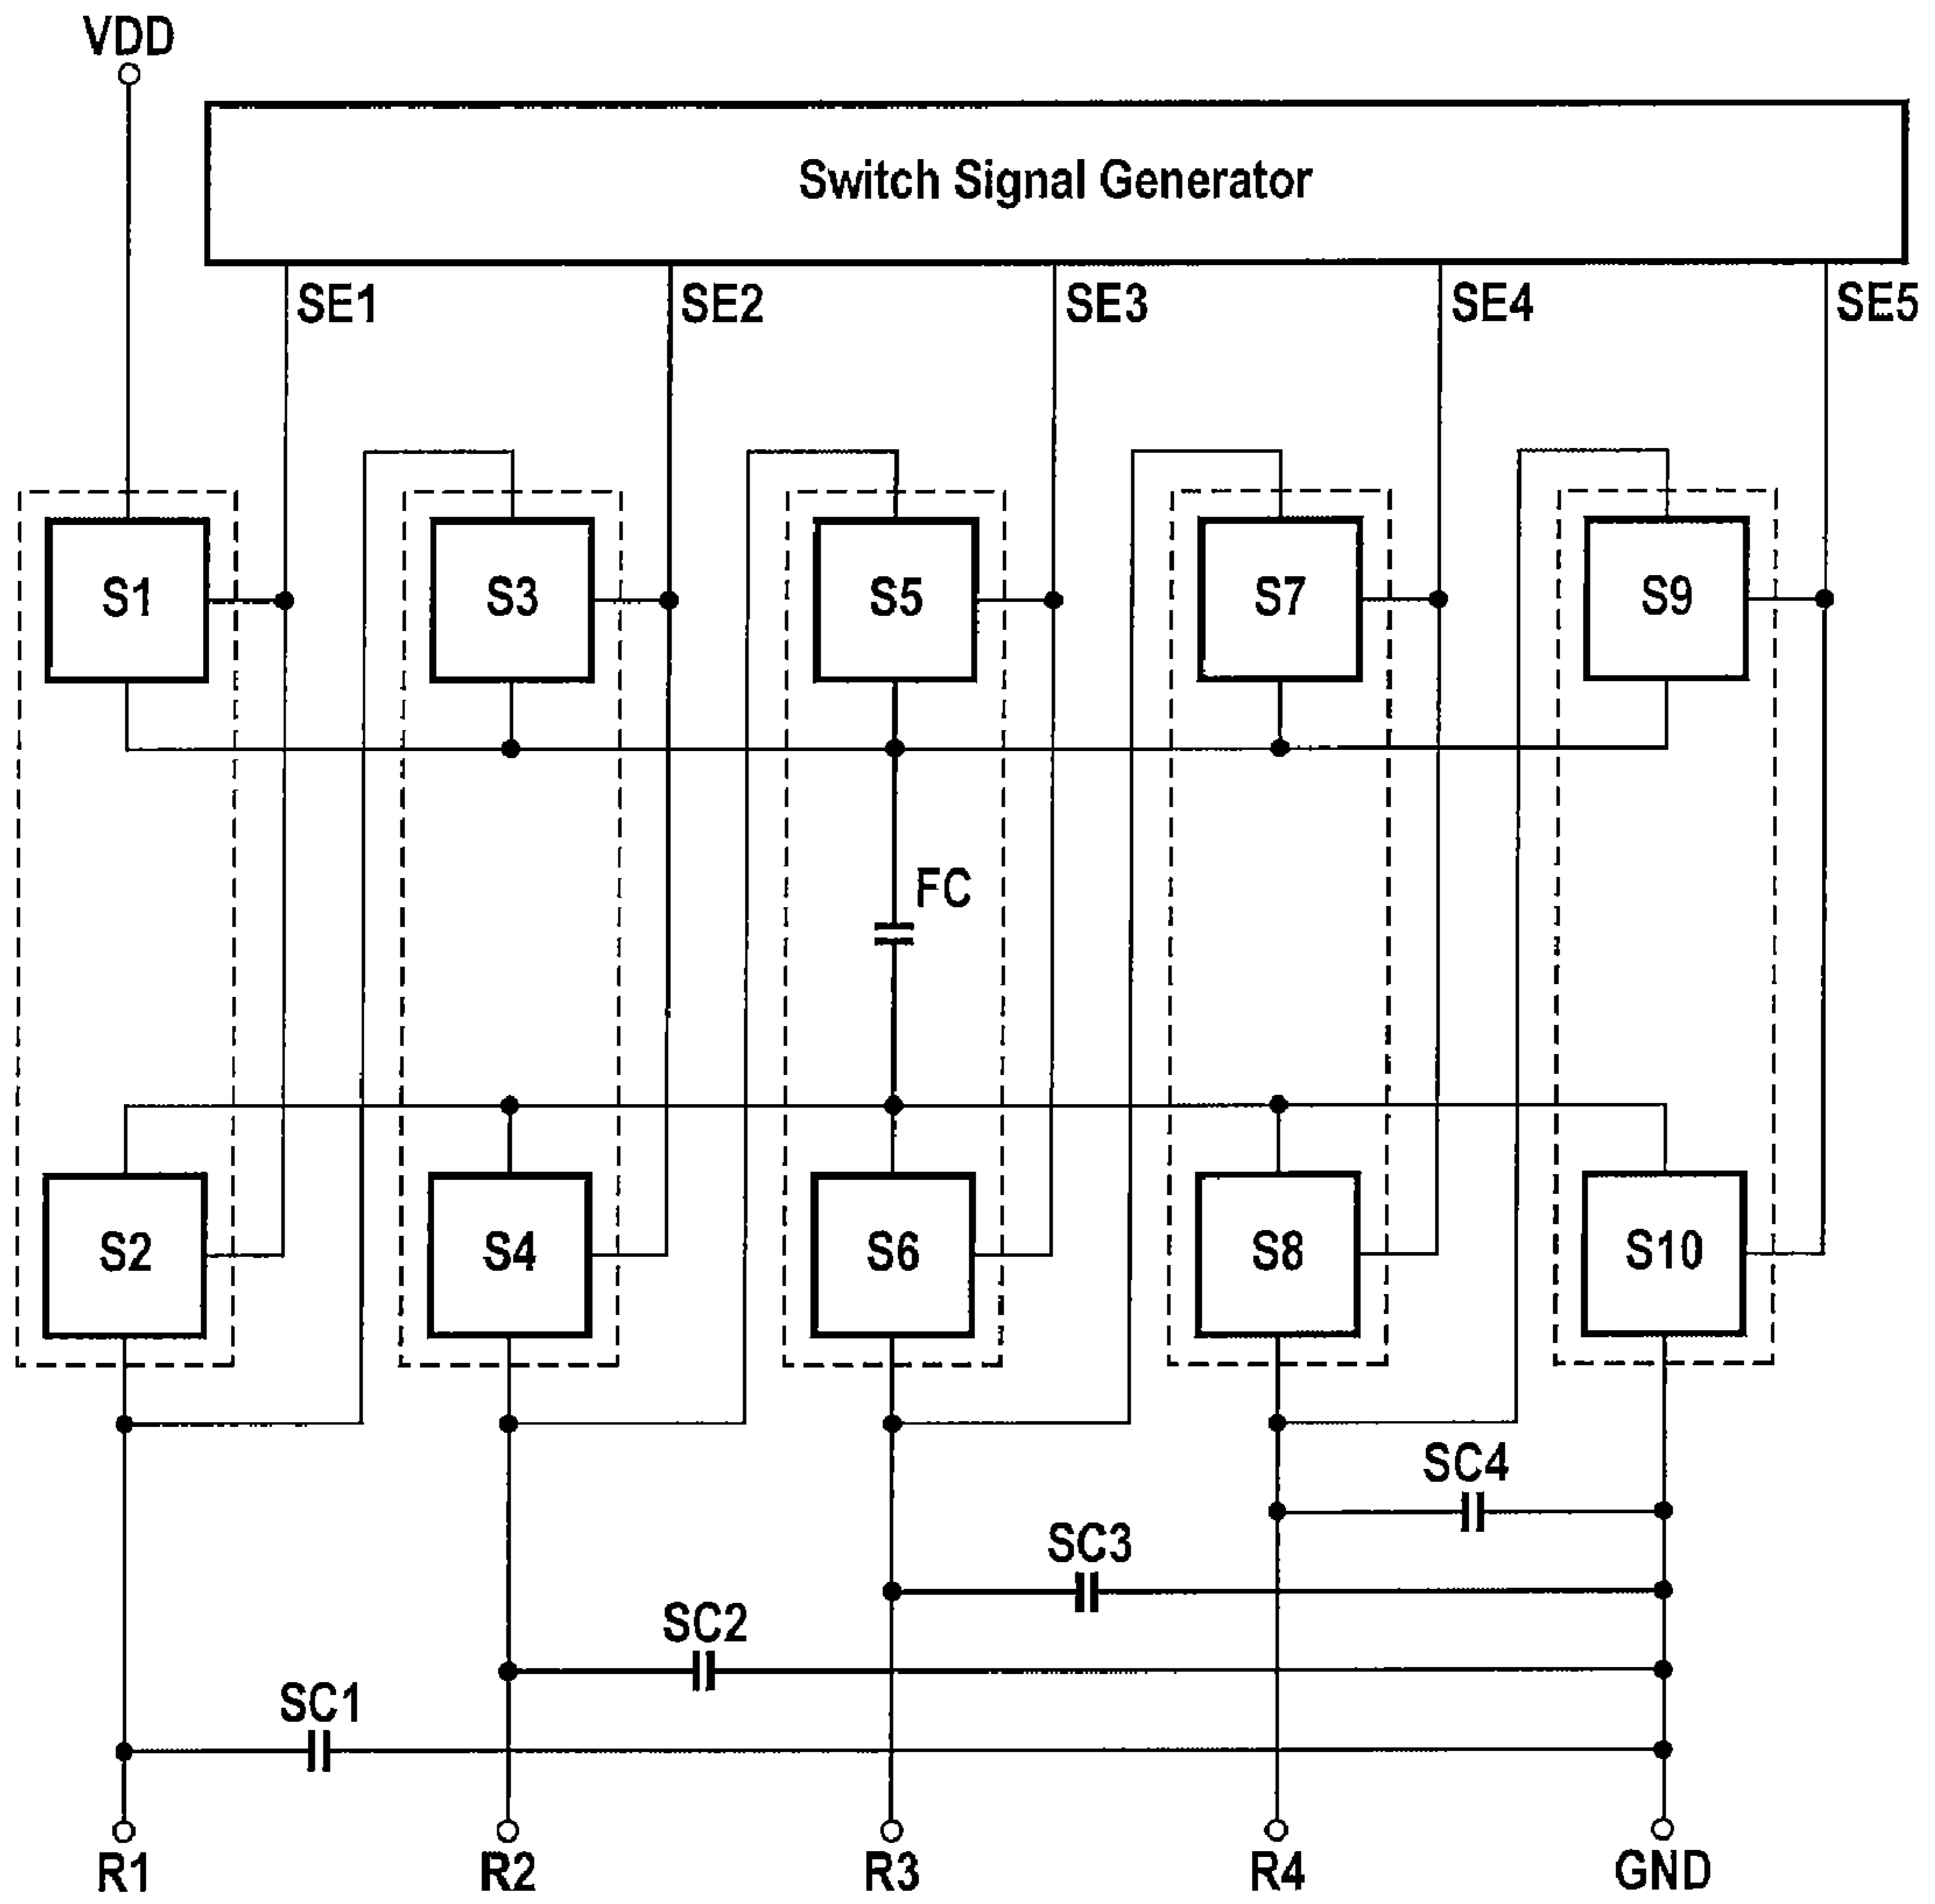 VDD
Switch Signal Generator
SE1 SE2 SE3 SE4 SE5
S1 S3 S5 S7 S9
FC
S2 S4 S6 S8 S10
SC4
SC3
SC2
SC1
R1 R2 R3 R4 GND